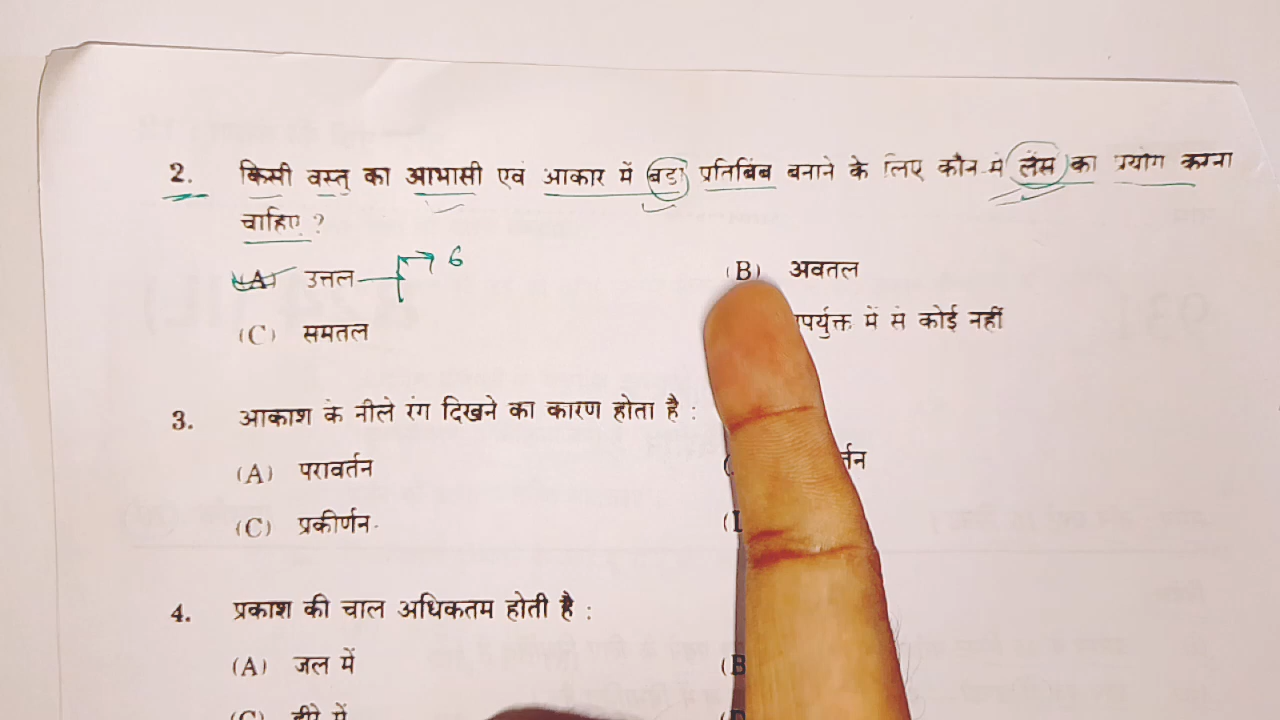 2. किसी वस्तु का आभासी एवं आकार में बड़ा प्रतिबिंब बनाने के लिए कौन-से लेंस का प्रयोग करना
चाहिए ?
(A) उत्तल 6 (B) अवतल
(C) समतल उपर्युक्त में से कोई नहीं
3. आकाश के नीले रंग दिखने का कारण होता है :
(A) परावर्तन र्तन
(C) प्रकीर्णन
4. प्रकाश की चाल अधिकतम होती है :
(A) जल में (B
(C) हीरे में